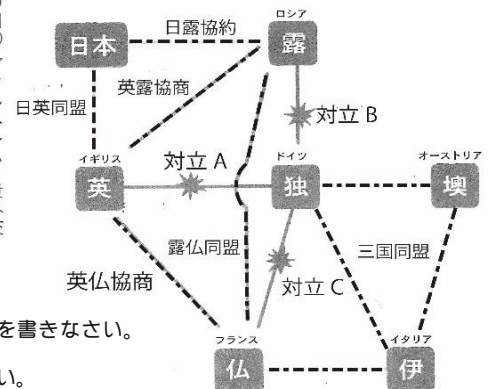 ロシア
日本
日露協約
露
英露協商
日英同盟
対立 B
イギリス
対立 A
ドイツ
オーストリア
英
独
墺
露仏同盟
三国同盟
英仏協商
対立 C
を書きなさい。
フランス
イタリア
い。
仏
伊